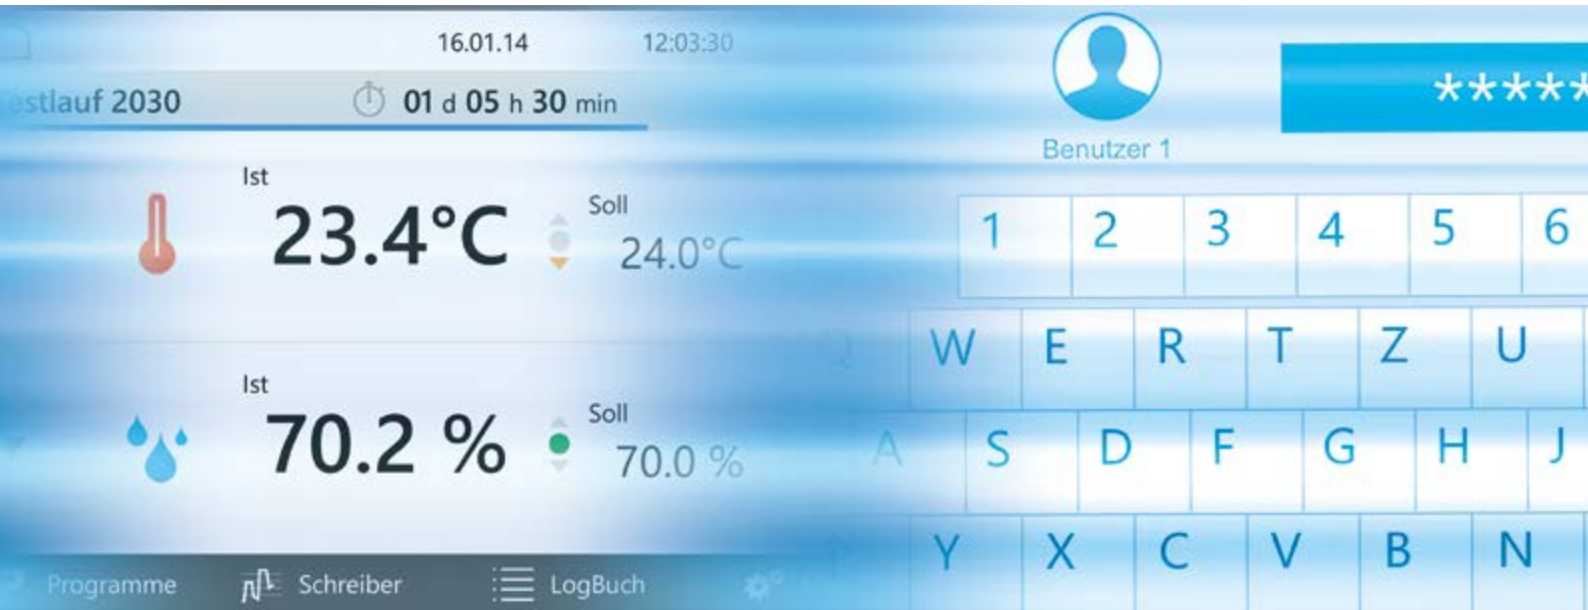 16.01.14 12:03:30
estlauf 2030 01 d 05 h 30 min
Ist
23.4°C
Soll
24.0°C
Ist
70.2 %
Soll
70.0 %
Programme Schreiber LogBuch
*****
Benutzer 1
1 2 3 4 5 6
Q W E R T Z U
A S D F G H J
Y X C V B N